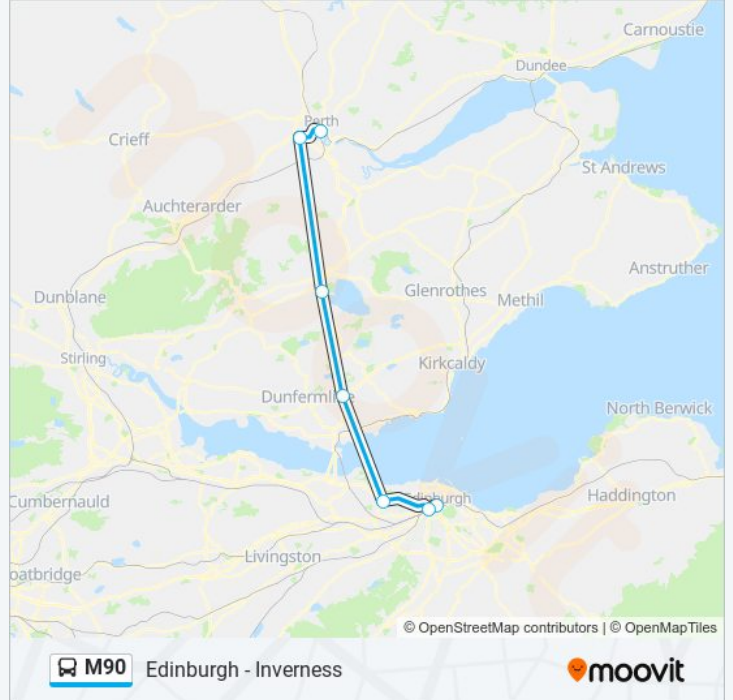 Carnoustie
Dundee
Perth
Crieff
St Andrews
Auchterarder
Anstruther
Dunblane
Glenrothes
Methil
Stirling
Kirkcaldy
Dunfermline
North Berwick
Edinburgh
Haddington
Cumbernauld
Livingston
oatbridge
© OpenStreetMap contributors | © OpenMapTiles
M90 Edinburgh - Inverness moovit